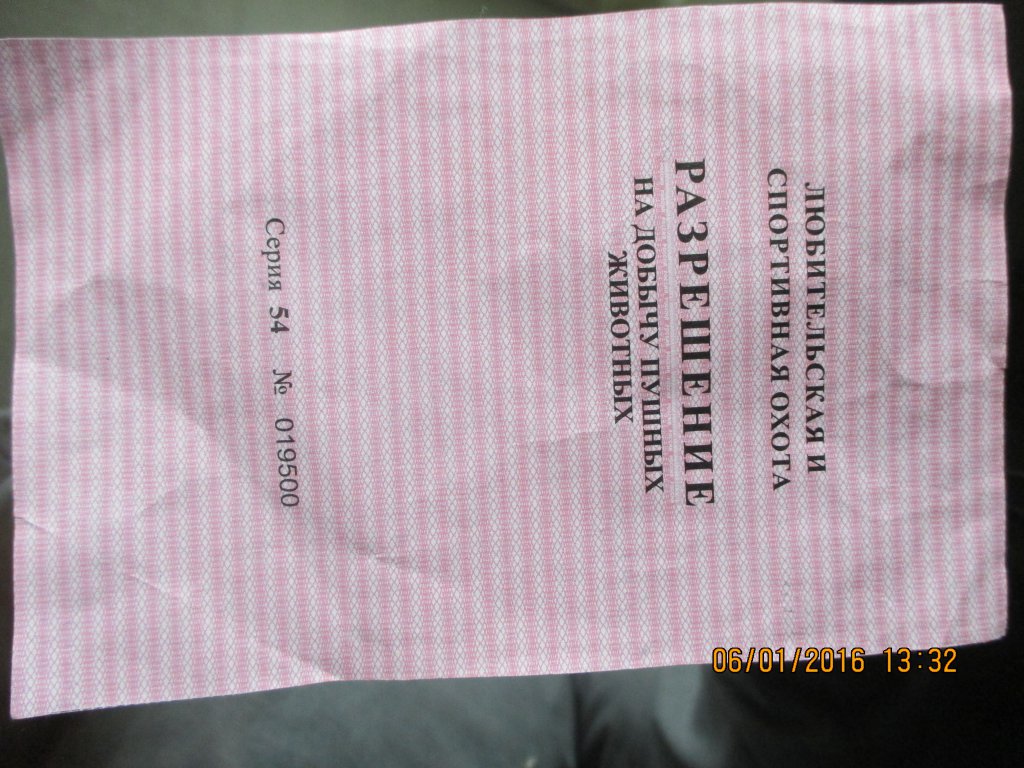 ЛЮБИТЕЛЬСКАЯ И
СПОРТИВНАЯ ОХОТА
РАЗРЕШЕНИЕ
НА ДОБЫЧУ ПУШНЫХ
ЖИВОТНЫХ
Серия 54 № 019500
06/01/2016 13:32